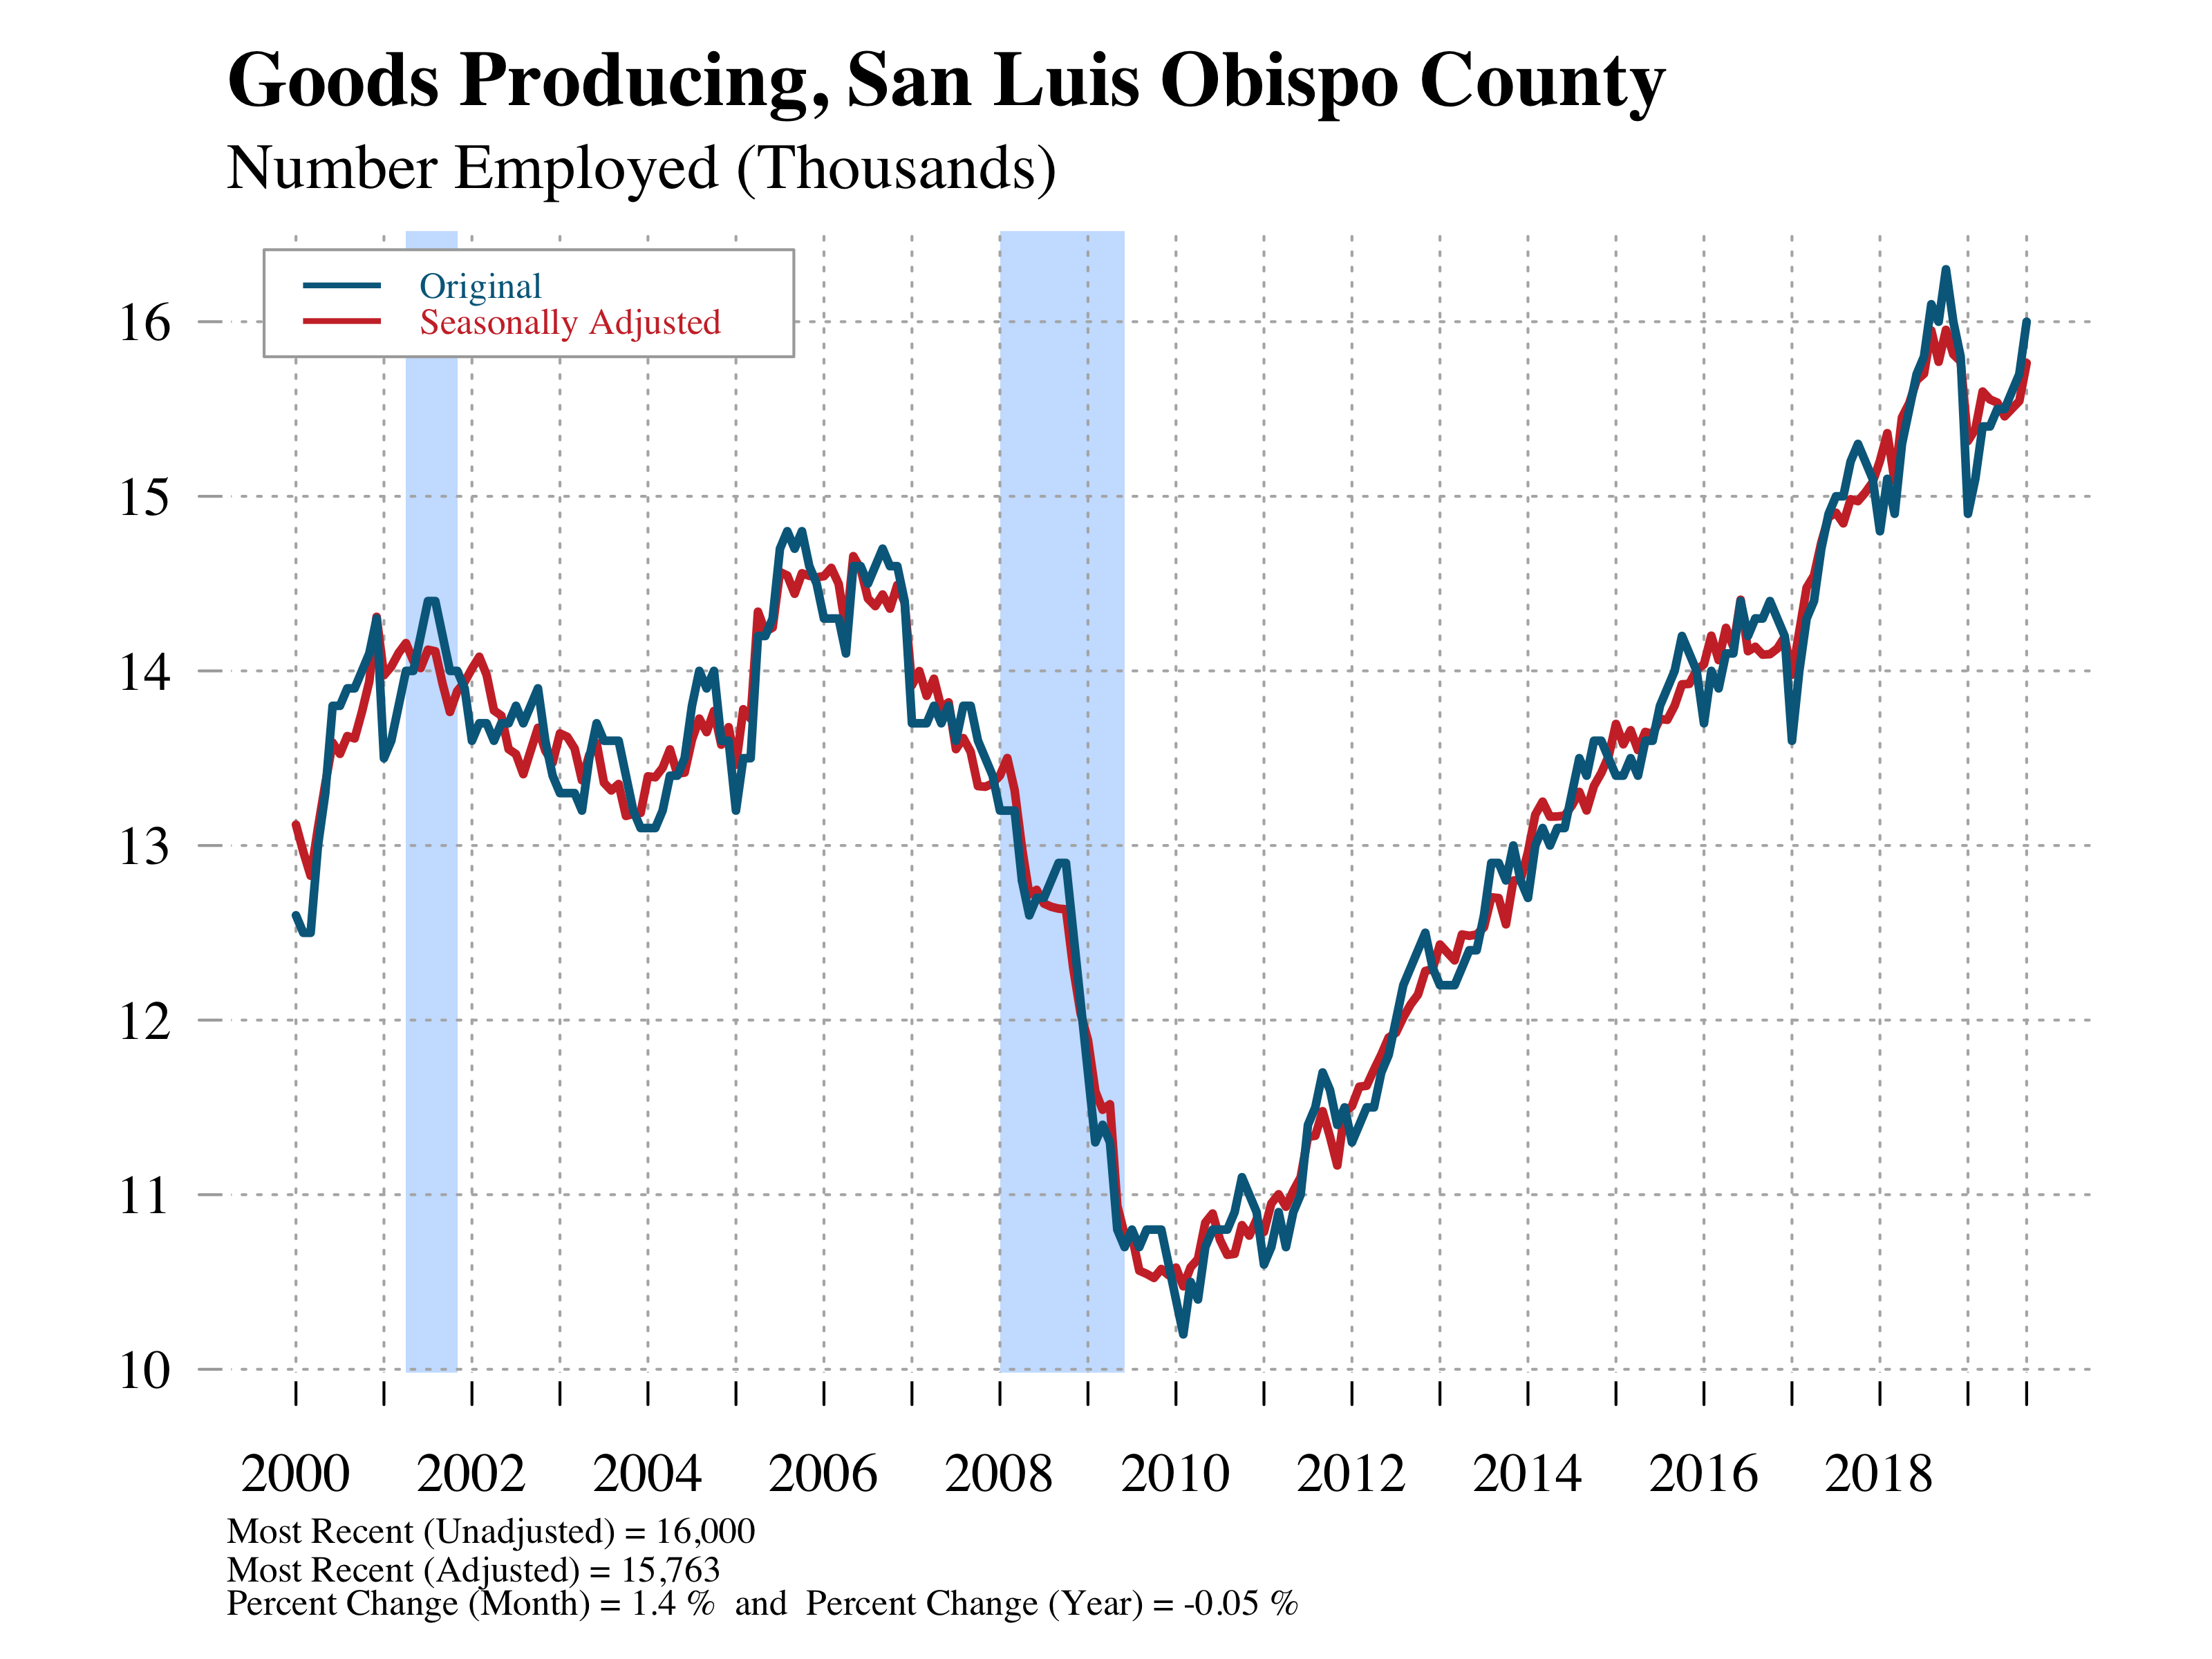 Goods Producing, San Luis Obispo County
Number Employed (Thousands)
Original
Seasonally Adjusted
16
15
14
13
12
11
10
2000 2002 2004 2006 2008 2010 2012 2014 2016 2018
Most Recent (Unadjusted) = 16,000
Most Recent (Adjusted) = 15,763
Percent Change (Month) = 1.4 % and Percent Change (Year) = -0.05 %